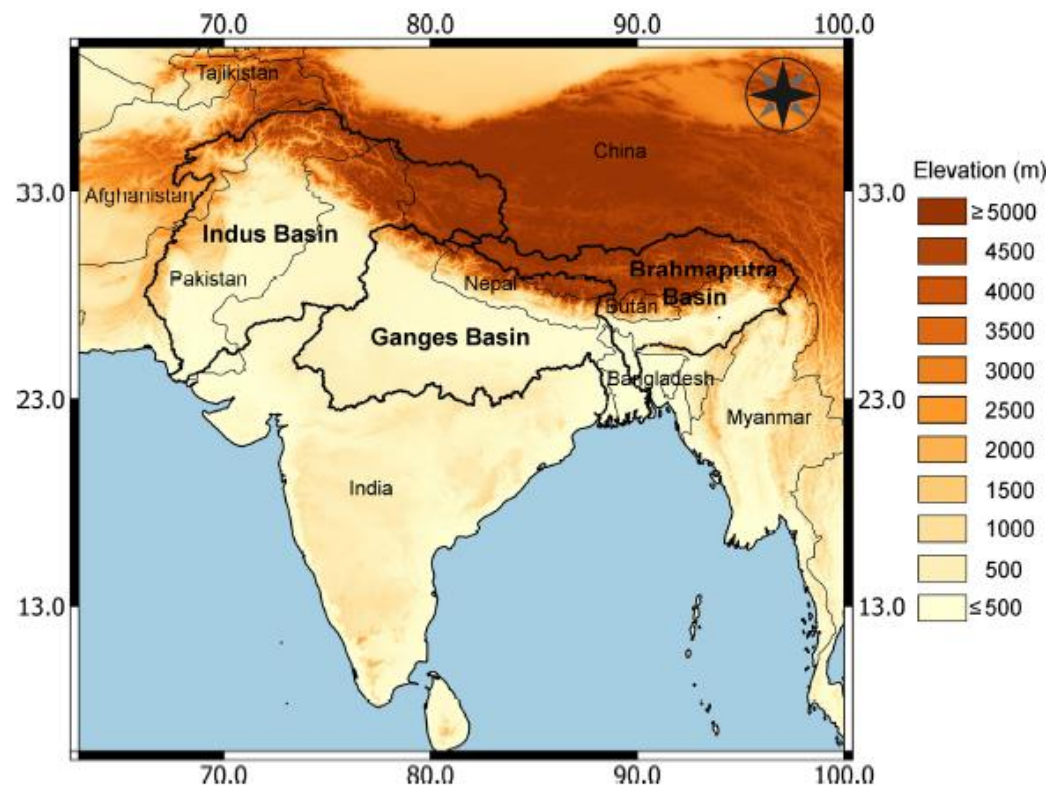 70.0 80.0 90.0 100.0
Tajikistan
China
Elevation (m)
33.0 33.0
Afghanistan
≥ 5000
Indus Basin
4500
Pakistan
Nepal
Brahmaputra
Basin
4000
Butan
3500
Ganges Basin
3000
Bangladesh
23.0 23.0
Myanmar
2500
2000
India
1500
1000
500
13.0 13.0
≤ 500
70.0 80.0 90.0 100.0